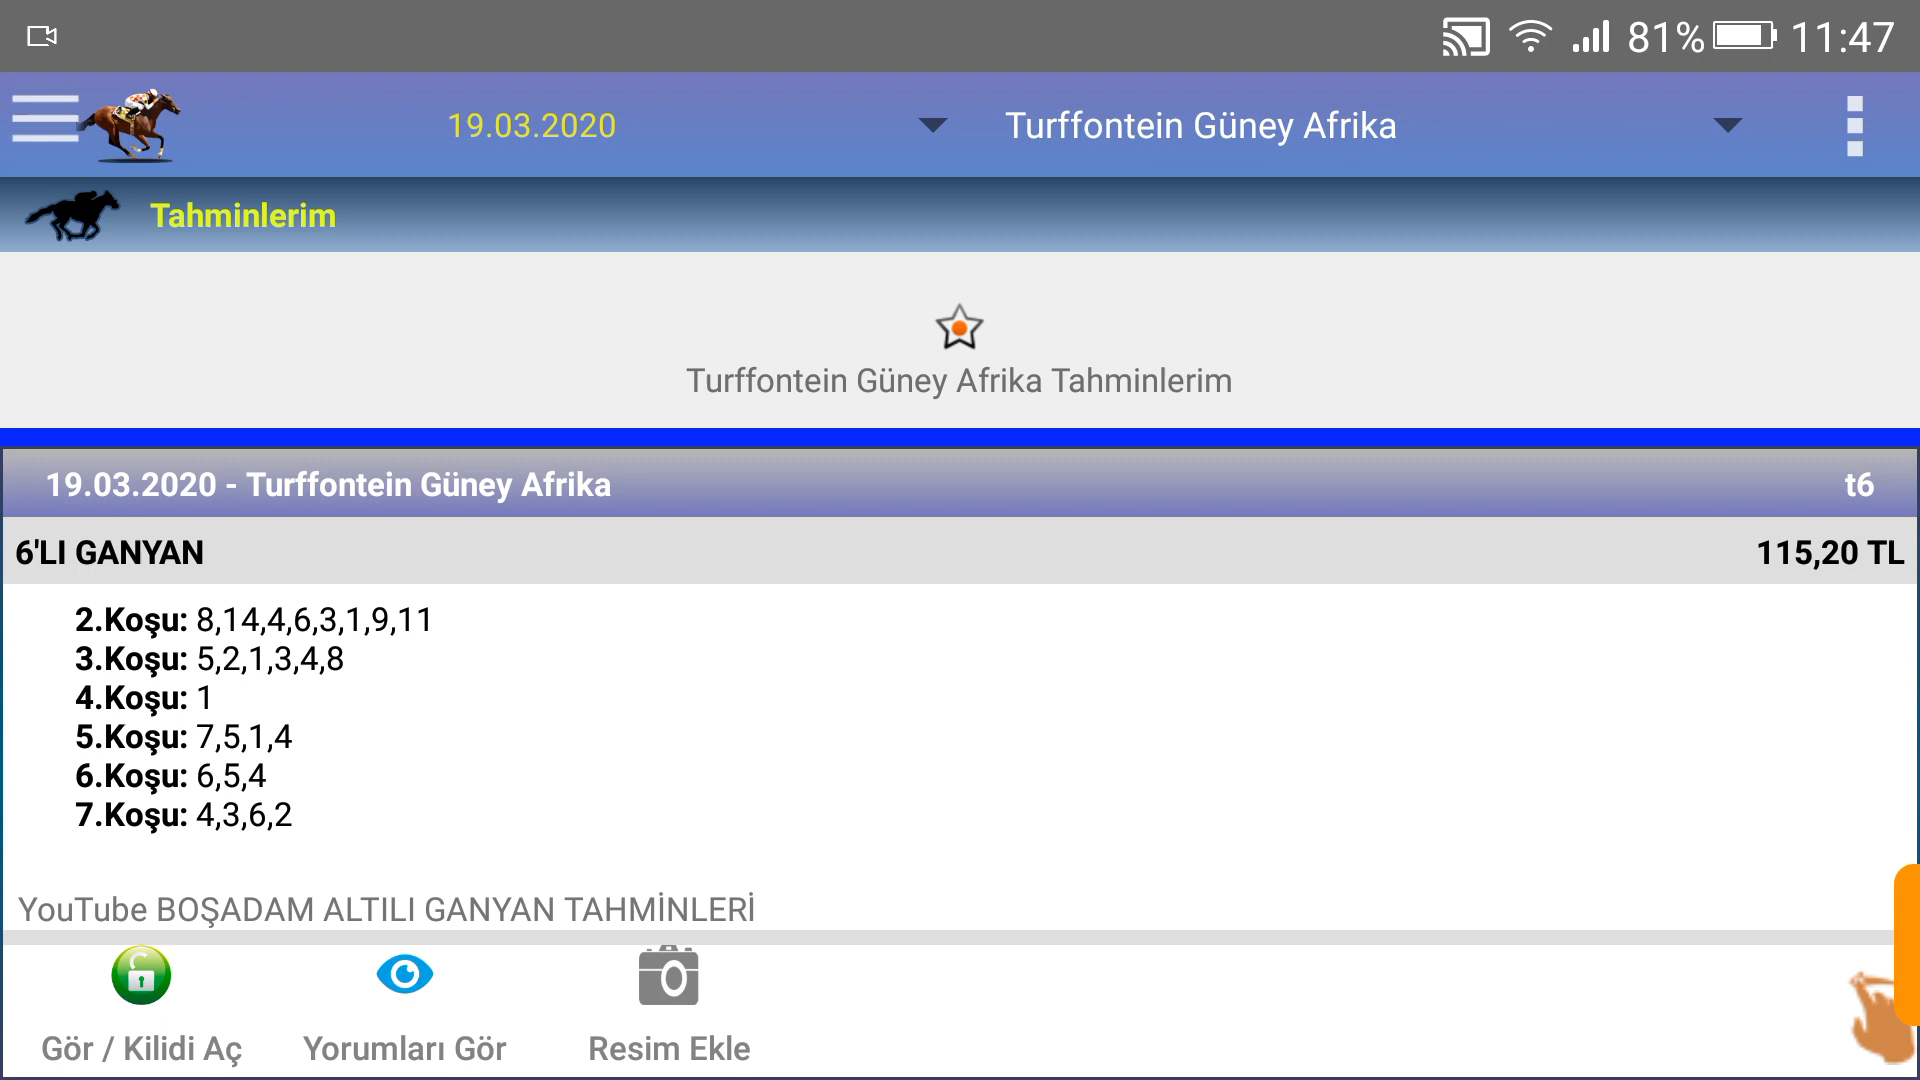 81% 11:47
19.03.2020 Turffontein Güney Afrika
Tahminlerim
Turffontein Güney Afrika Tahminlerim
19.03.2020 - Turffontein Güney Afrika t6
6'LI GANYAN 115,20 TL
2.Koşu: 8,14,4,6,3,1,9,11
3.Koşu: 5,2,1,3,4,8
4.Koşu: 1
5.Koşu: 7,5,1,4
6.Koşu: 6,5,4
7.Koşu: 4,3,6,2
YouTube BOŞADAM ALTILI GANYAN TAHMİNLERİ
Gör / Kilidi Aç Yorumları Gör Resim Ekle